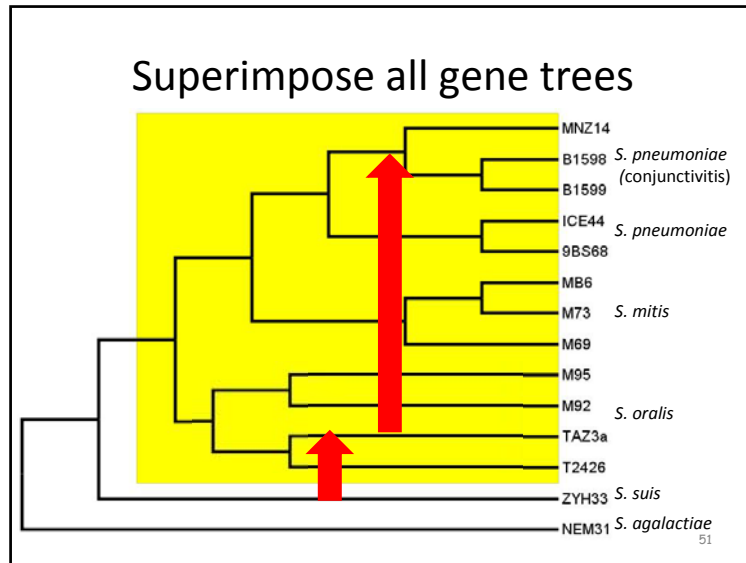 Superimpose all gene trees
MNZ14
B1598
B1599
S. pneumoniae
(conjunctivitis)
ICE44
9BS68
S. pneumoniae
MB6
M73
M69
S. mitis
M95
M92
TAZ3a
T2426
S. oralis
ZYH33 S. suis
NEM31 S. agalactiae
51